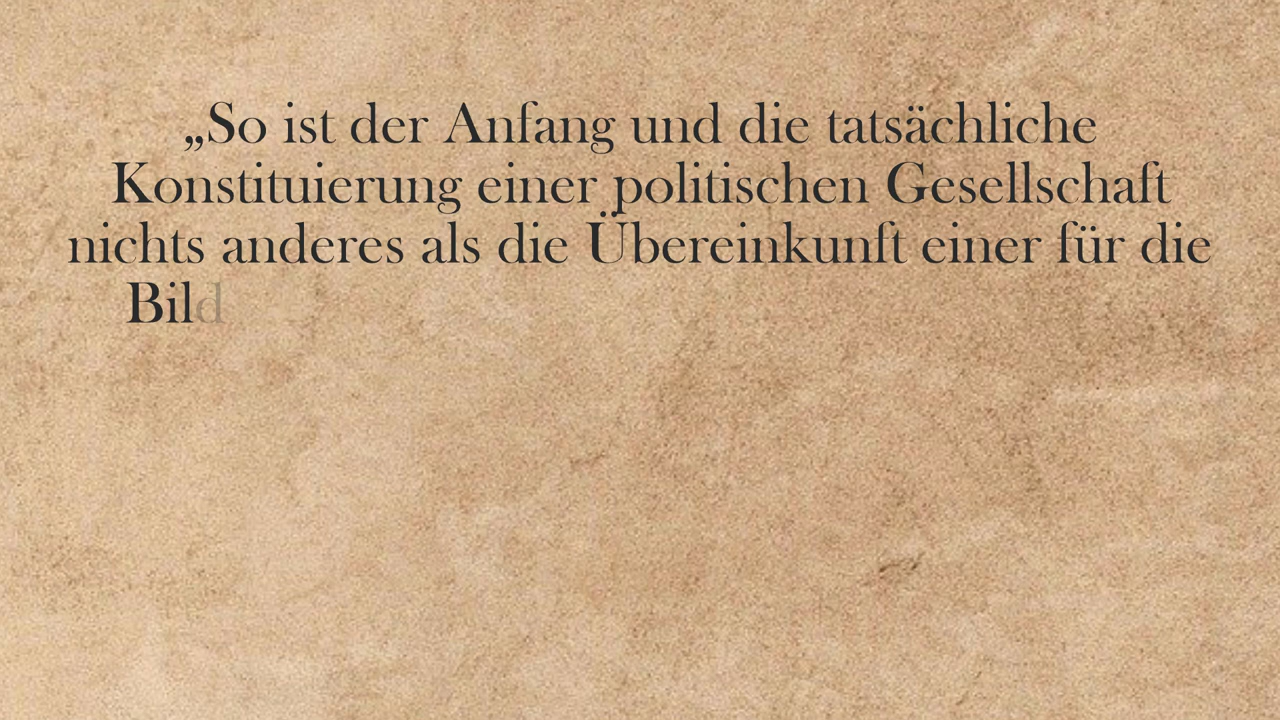 „So ist der Anfang und die tatsächliche
Konstituierung einer politischen Gesellschaft
nichts anderes als die Übereinkunft einer für die
Bild